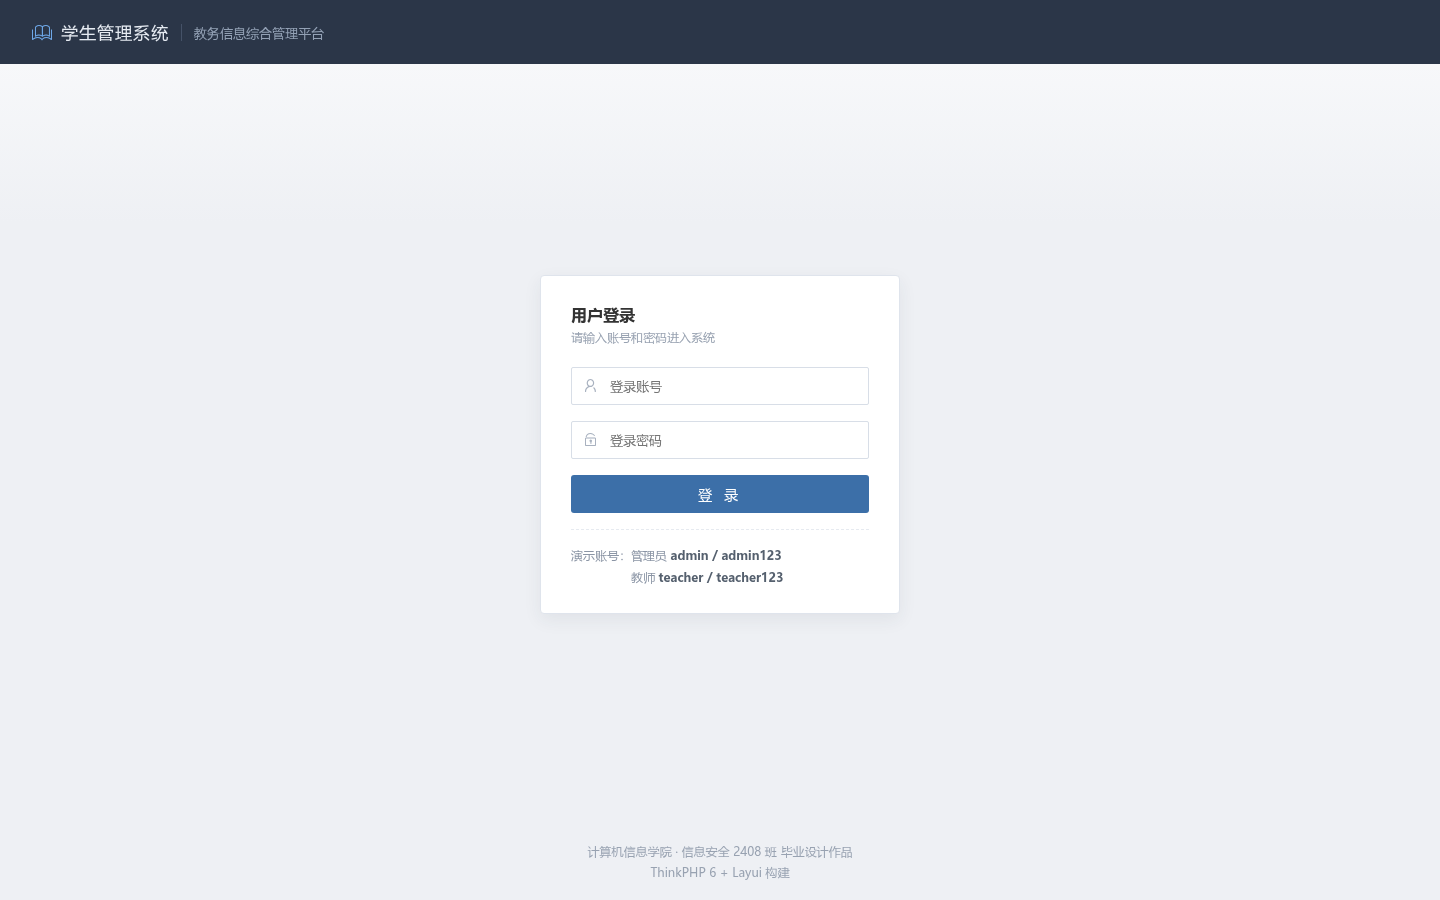 学生管理系统 教务信息综合管理平台
用户登录
请输入账号和密码进入系统
登录账号
登录密码
登 录
演示账号：管理员 admin / admin123
教师 teacher / teacher123
计算机信息学院 · 信息安全 2408 班 毕业设计作品
ThinkPHP 6 + Layui 构建